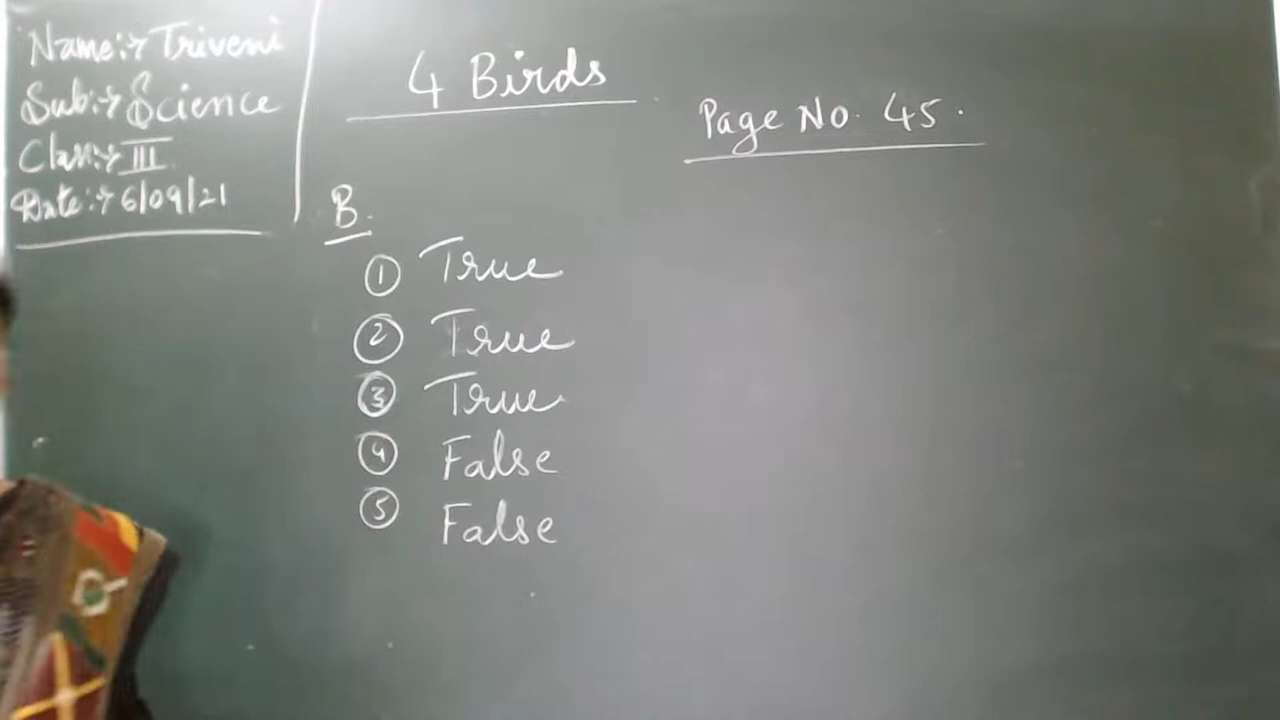 Name:→ Triveni
Sub:→ Science
Class:→ III
Date:→ 6/09/21
4 Birds
Page No. 45.
B.
① True
② True
③ True
④ False
⑤ False